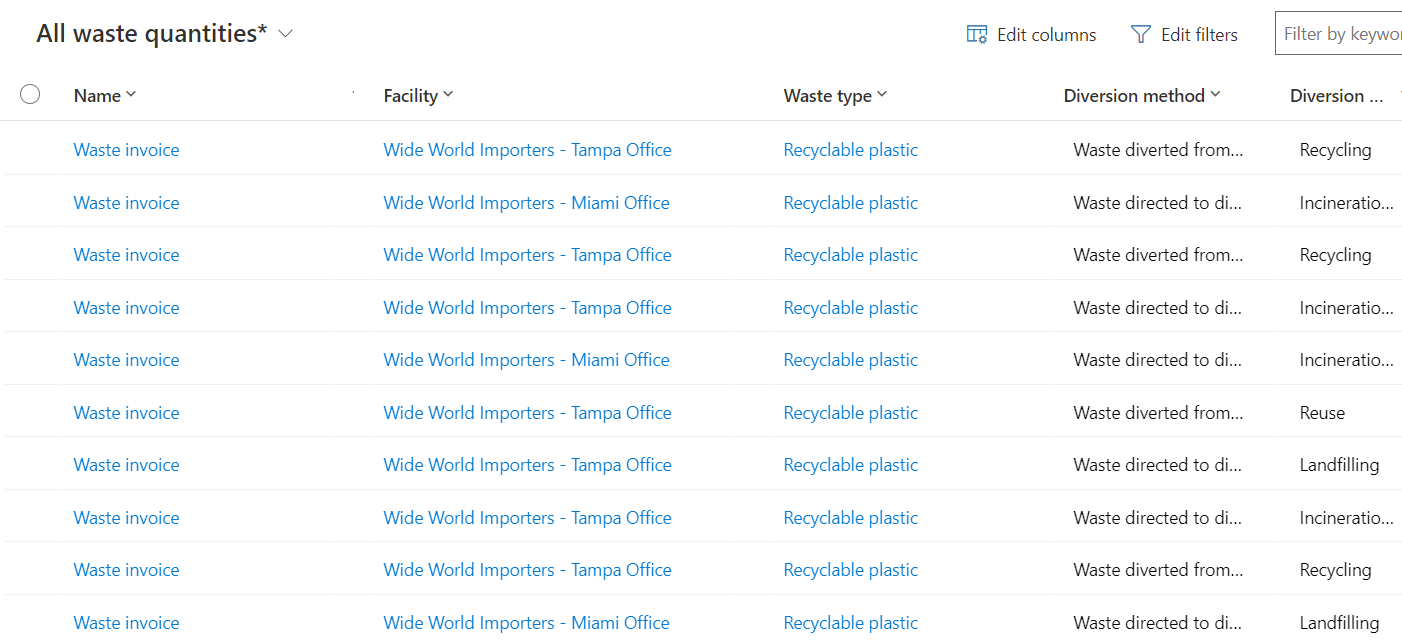 All waste quantities* Edit columns Edit filters Filter by keywor
Name Facility Waste type Diversion method Diversion ...
Waste invoice Wide World Importers - Tampa Office Recyclable plastic Waste diverted from... Recycling
Waste invoice Wide World Importers - Miami Office Recyclable plastic Waste directed to di... Incineratio...
Waste invoice Wide World Importers - Tampa Office Recyclable plastic Waste diverted from... Recycling
Waste invoice Wide World Importers - Tampa Office Recyclable plastic Waste directed to di... Incineratio...
Waste invoice Wide World Importers - Miami Office Recyclable plastic Waste directed to di... Incineratio...
Waste invoice Wide World Importers - Tampa Office Recyclable plastic Waste diverted from... Reuse
Waste invoice Wide World Importers - Tampa Office Recyclable plastic Waste directed to di... Landfilling
Waste invoice Wide World Importers - Tampa Office Recyclable plastic Waste directed to di... Incineratio...
Waste invoice Wide World Importers - Tampa Office Recyclable plastic Waste diverted from... Recycling
Waste invoice Wide World Importers - Miami Office Recyclable plastic Waste directed to di... Landfilling